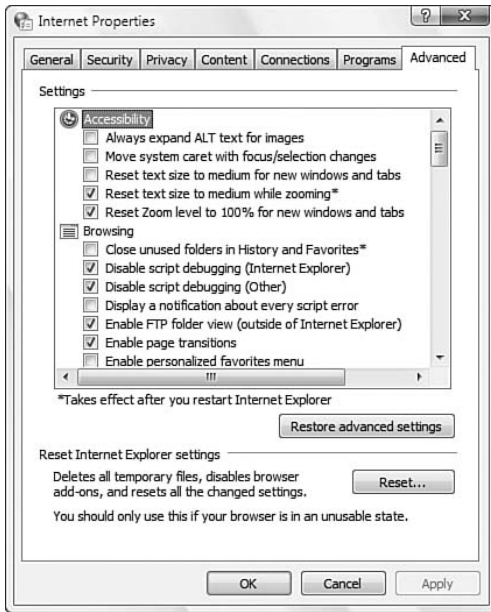 Internet Properties
General Security Privacy Content Connections Programs Advanced
Settings
Accessibility
Always expand ALT text for images
Move system caret with focus/selection changes
Reset text size to medium for new windows and tabs
Reset text size to medium while zooming*
Reset Zoom level to 100% for new windows and tabs
Browsing
Close unused folders in History and Favorites*
Disable script debugging (Internet Explorer)
Disable script debugging (Other)
Display a notification about every script error
Enable FTP folder view (outside of Internet Explorer)
Enable page transitions
Enable personalized favorites menu
*Takes effect after you restart Internet Explorer
Restore advanced settings
Reset Internet Explorer settings
Deletes all temporary files, disables browser
add-ons, and resets all the changed settings.
Reset...
You should only use this if your browser is in an unusable state.
OK Cancel Apply